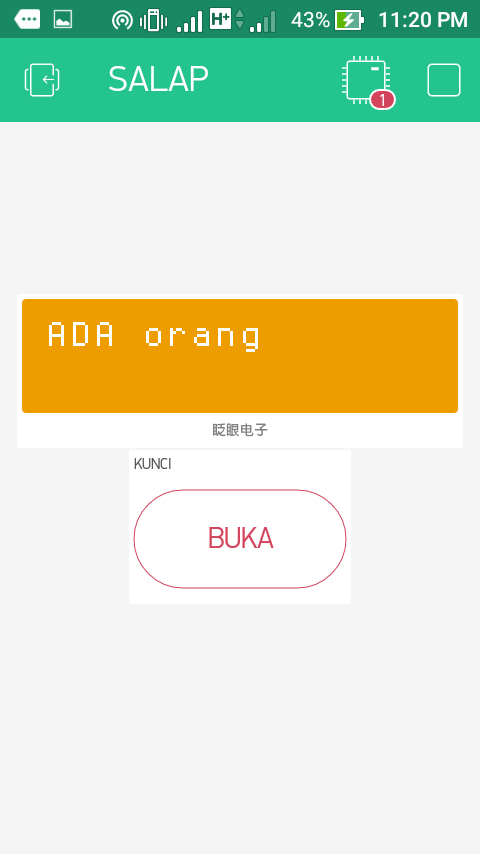 43% 11:20 PM
SALAP
1
ADA orang
眨眼电子
KUNCI
BUKA